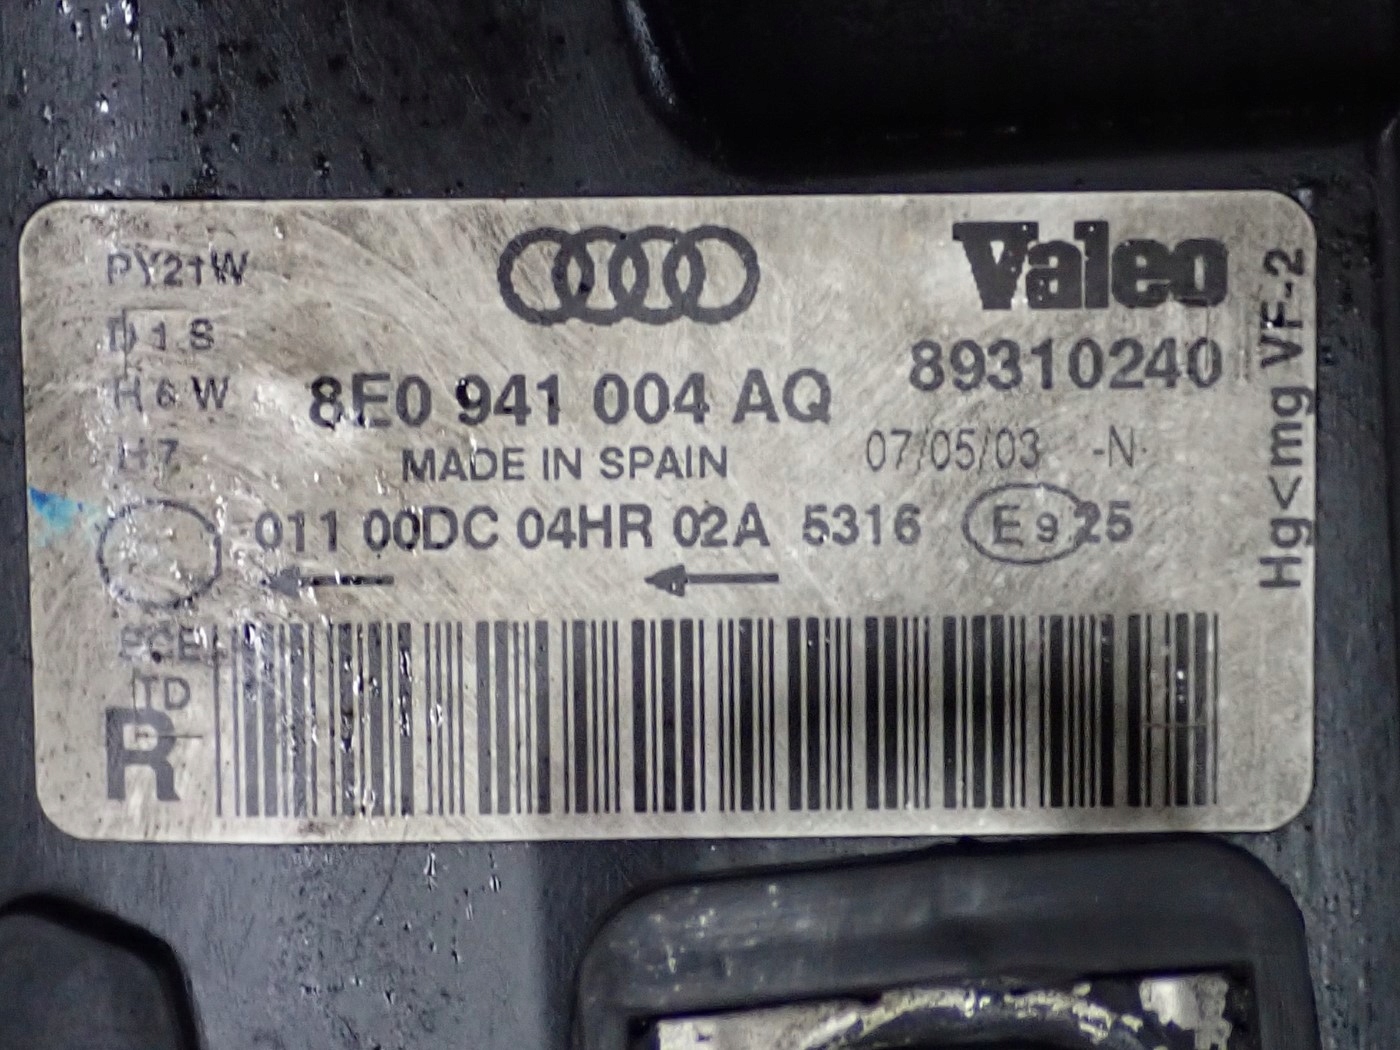 PY21W
D1S
H6W
H7
Valeo
89310240
8E0 941 004 AQ
MADE IN SPAIN
07/05/03 -N-
011 00DC 04HR 02A 5316 E9 25
TD
R
Hg<mg VF-2